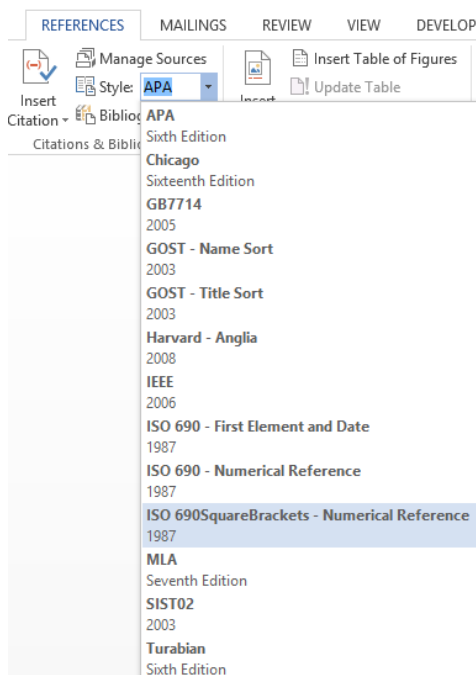 REFERENCES MAILINGS REVIEW VIEW DEVELOP
Manage Sources
Insert Table of Figures
Style: APA
Update Table
Insert
Citation
Bibliog
Insert
Citations & Biblio
APA
Sixth Edition
Chicago
Sixteenth Edition
GB7714
2005
GOST - Name Sort
2003
GOST - Title Sort
2003
Harvard - Anglia
2008
IEEE
2006
ISO 690 - First Element and Date
1987
ISO 690 - Numerical Reference
1987
ISO 690SquareBrackets - Numerical Reference
1987
MLA
Seventh Edition
SIST02
2003
Turabian
Sixth Edition